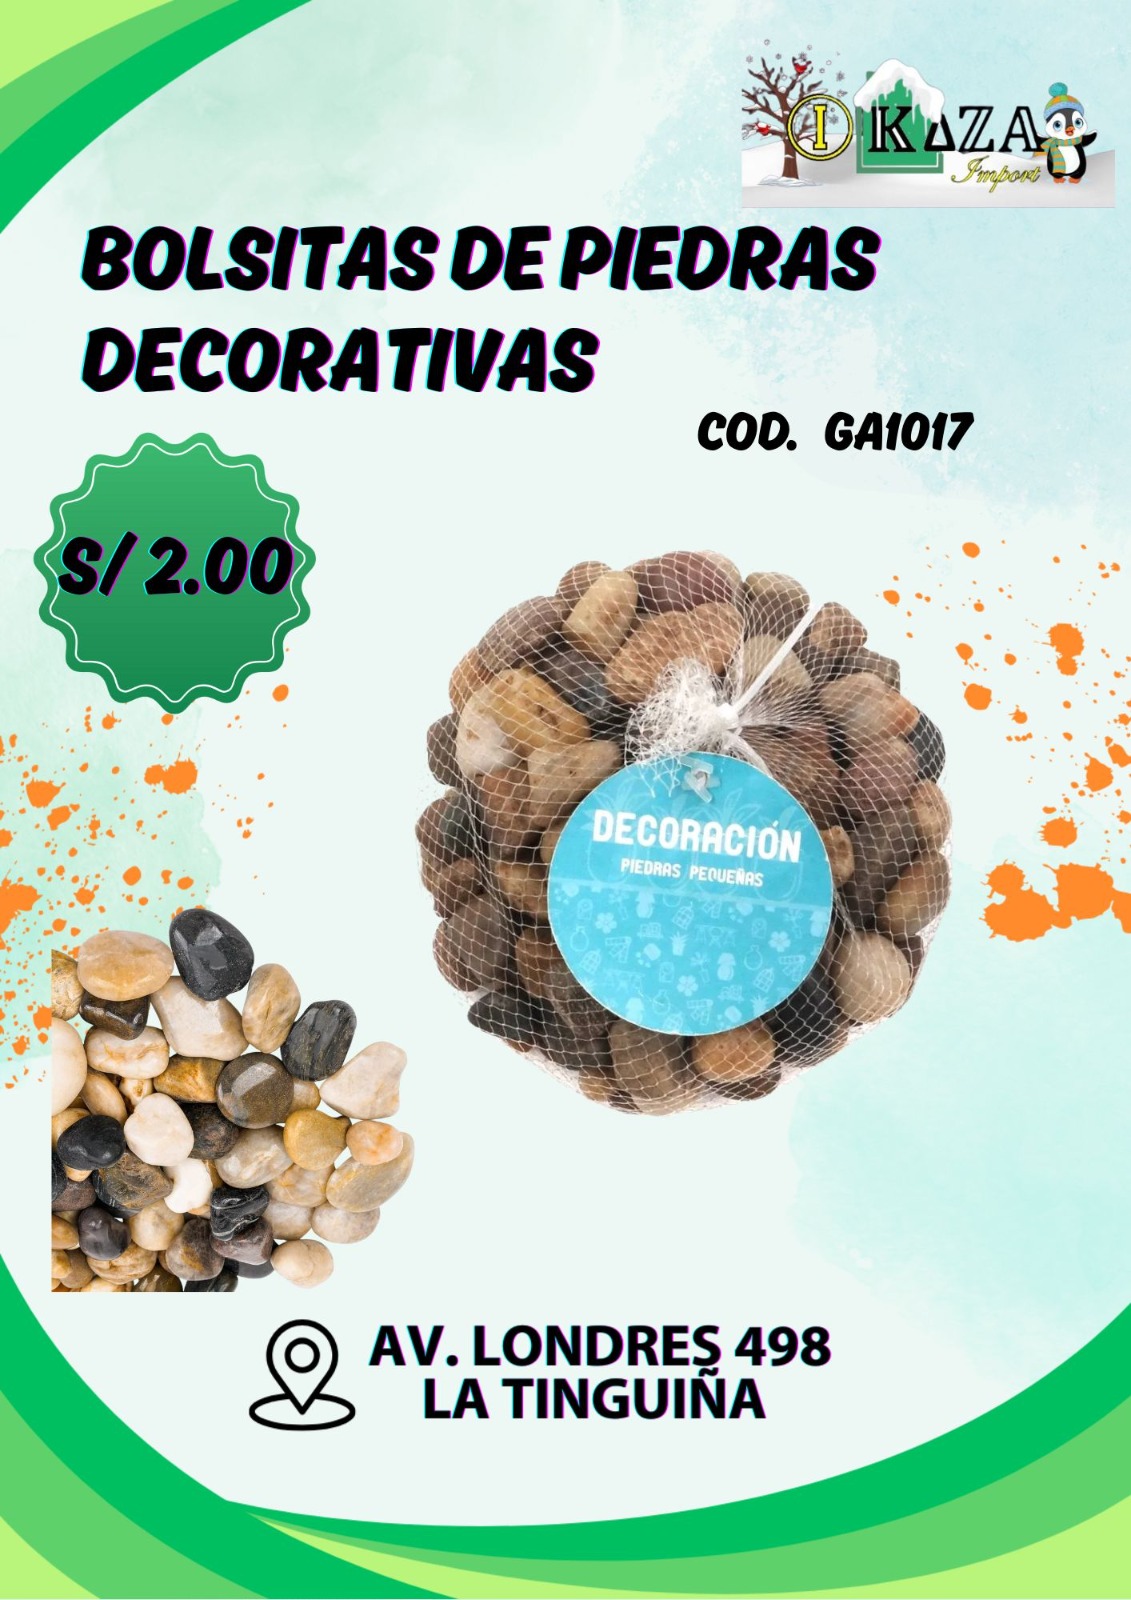 I KAZA
Import
BOLSITAS DE PIEDRAS
DECORATIVAS
COD. GA1017
S/ 2.00
DECORACIÓN
PIEDRAS PEQUEÑAS
AV. LONDRES 498
LA TINGUIÑA